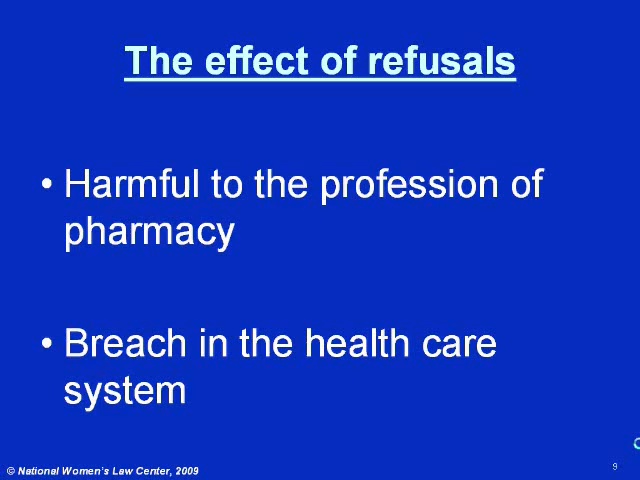 The effect of refusals
• Harmful to the profession of
pharmacy
• Breach in the health care
system
© National Women's Law Center, 2009
9